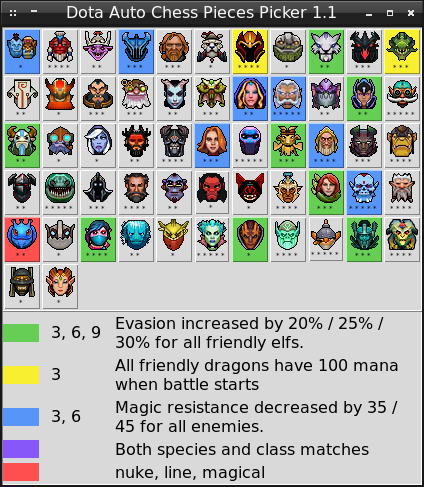 Dota Auto Chess Pieces Picker 1.1
3, 6, 9 Evasion increased by 20% / 25% /
30% for all friendly elfs.
3 All friendly dragons have 100 mana
when battle starts
3, 6 Magic resistance decreased by 35 /
45 for all enemies.
Both species and class matches
nuke, line, magical